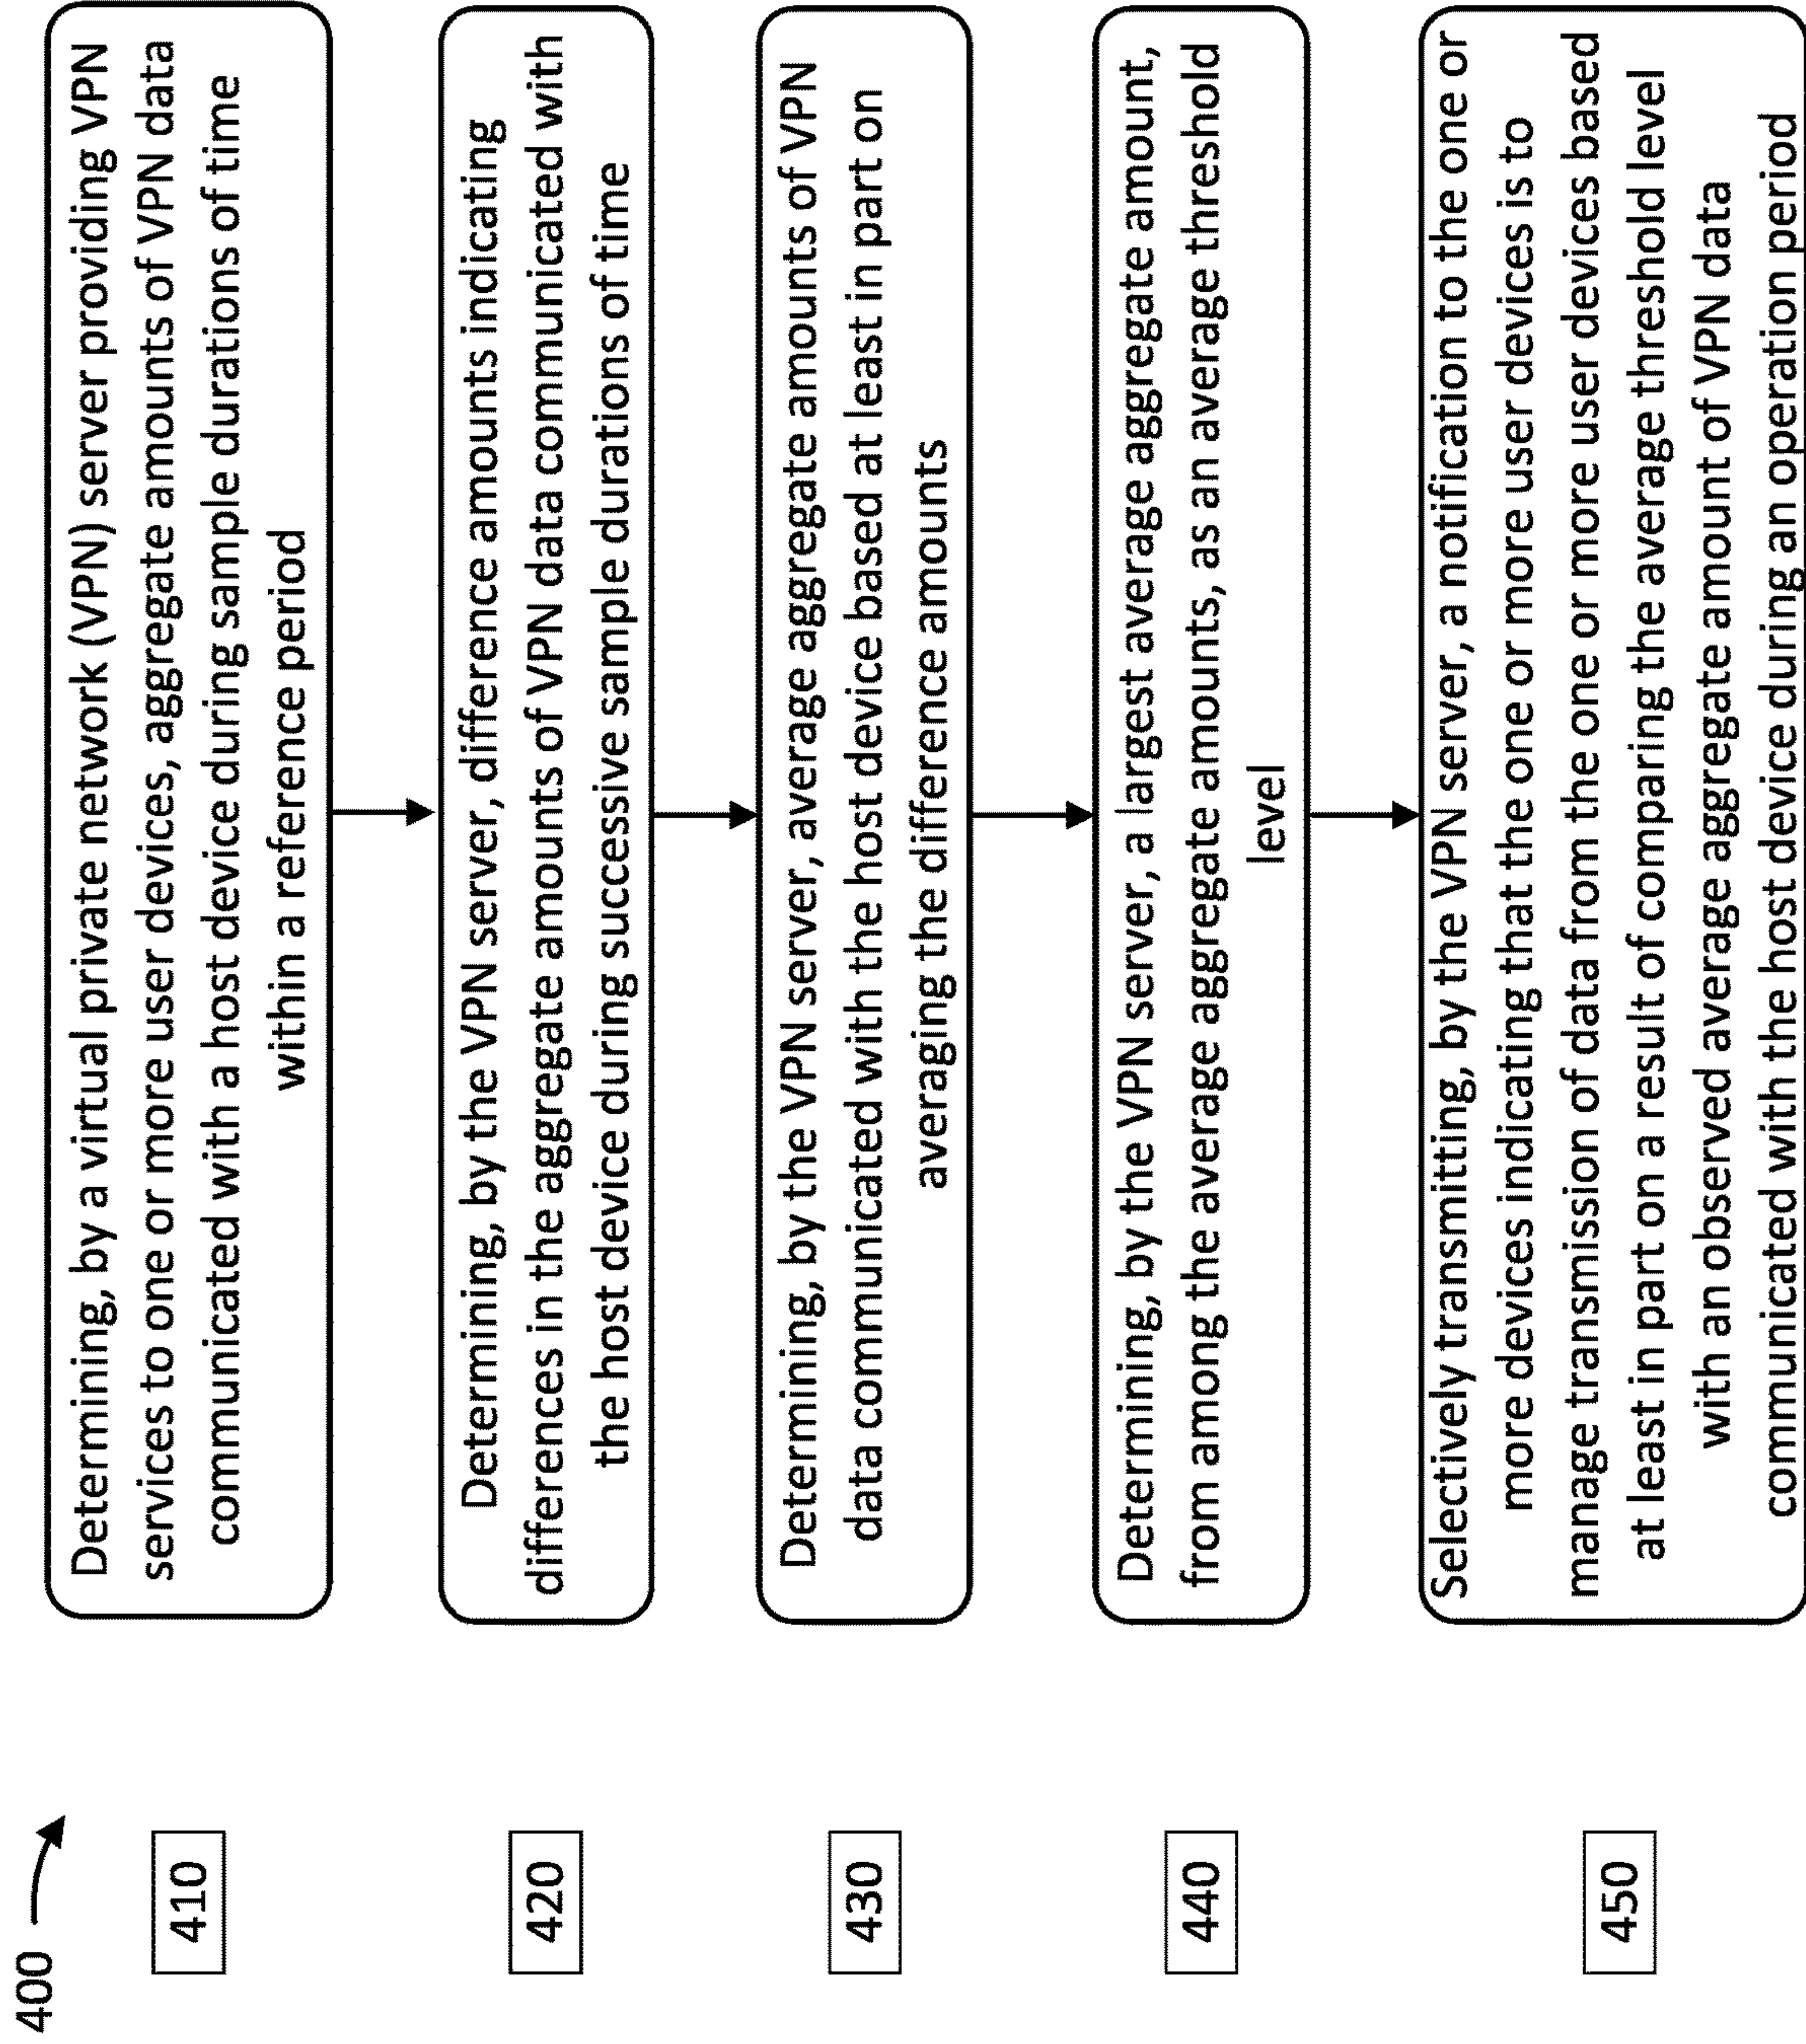 400
410
Determining, by a virtual private network (VPN) server providing VPN
services to one or more user devices, aggregate amounts of VPN data
communicated with a host device during sample durations of time
within a reference period
420
Determining, by the VPN server, difference amounts indicating
differences in the aggregate amounts of VPN data communicated with
the host device during successive sample durations of time
430
Determining, by the VPN server, average aggregate amounts of VPN
data communicated with the host device based at least in part on
averaging the difference amounts
440
Determining, by the VPN server, a largest average aggregate amount,
from among the average aggregate amounts, as an average threshold
level
450
Selectively transmitting, by the VPN server, a notification to the one or
more devices indicating that the one or more user devices is to
manage transmission of data from the one or more user devices based
at least in part on a result of comparing the average threshold level
with an observed average aggregate amount of VPN data
communicated with the host device during an operation period